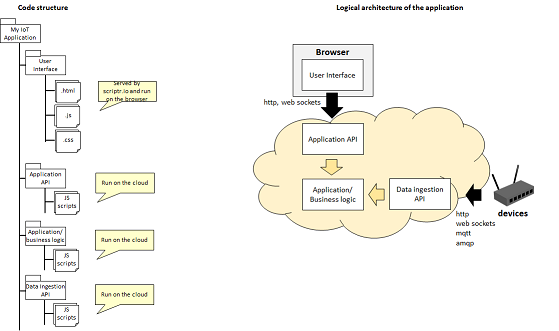 Code structure
My IoT
Application
User
Interface
.html
.js
.css
Served by
scriptr.io and run
on the browser
Application
API
JS
scripts
Run on the cloud
Application/
business logic
JS
scripts
Run on the cloud
Data ingestion
API
JS
scripts
Run on the cloud
Logical architecture of the application
Browser
User Interface
http, web sockets
Application API
Application/
Business logic
Data ingestion
API
devices
http
web sockets
mqtt
amqp